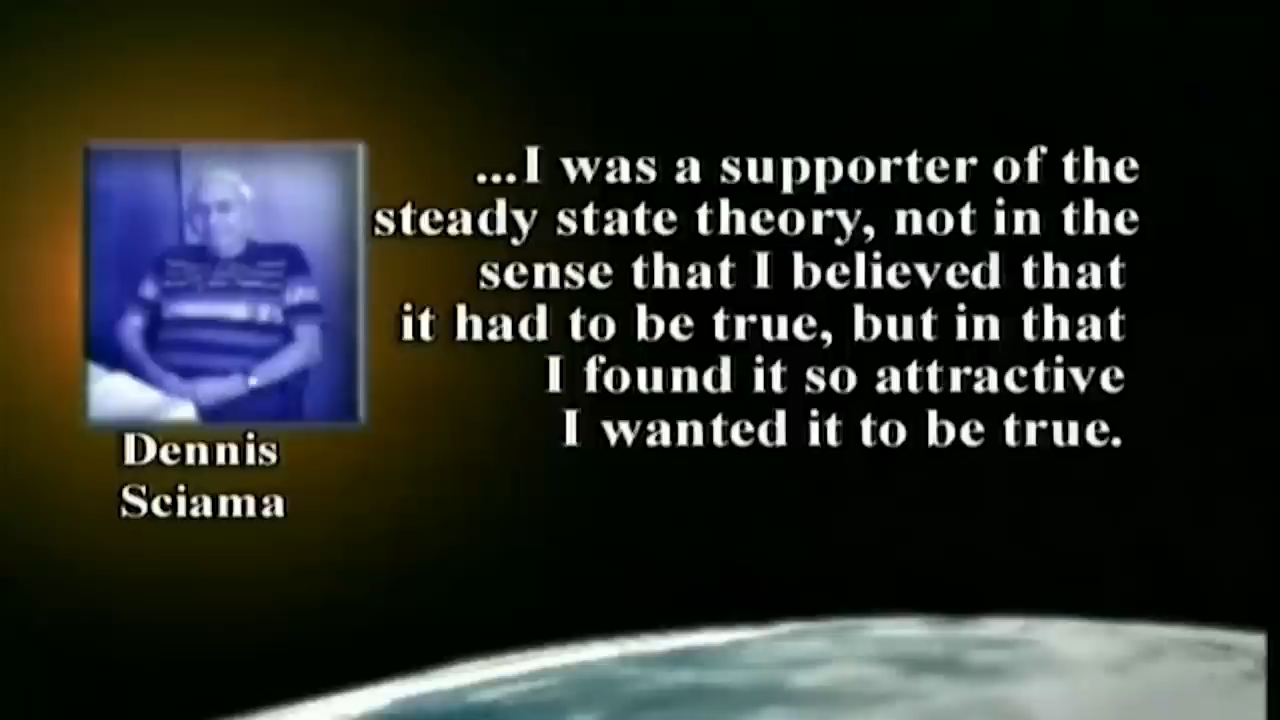 ...I was a supporter of the
steady state theory, not in the
sense that I believed that
it had to be true, but in that
I found it so attractive
I wanted it to be true.
Dennis
Sciama